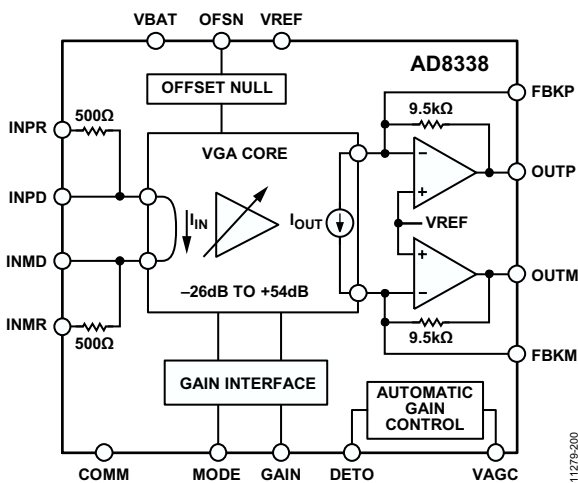 VBAT OFSN VREF
AD8338
OFFSET NULL
FBKP
INPR
500Ω
9.5kΩ
VGA CORE
INPD
OUTP
IIN
IOUT
VREF
INMD
OUTM
–26dB TO +54dB
INMR
500Ω
9.5kΩ
FBKM
GAIN INTERFACE
AUTOMATIC
GAIN
CONTROL
COMM MODE GAIN DETO VAGC
11279-200
− + + −